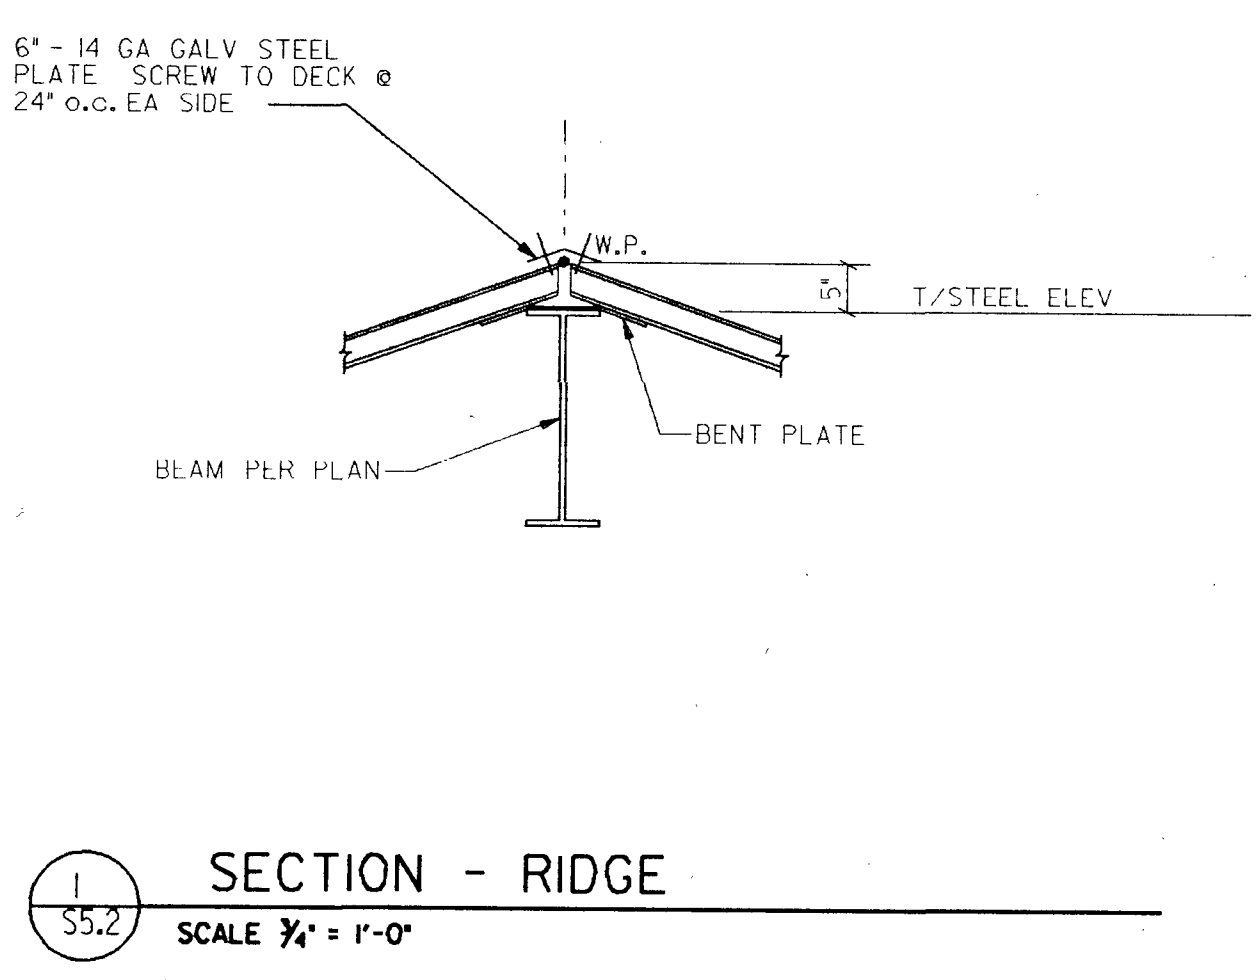 6" - 14 GA GALV STEEL
PLATE SCREW TO DECK @
24" o.c. EA SIDE
W.P.
5"
T/STEEL ELEV
BENT PLATE
BEAM PER PLAN
1
S5.2
SECTION - RIDGE
SCALE 3/4" = 1'-0"